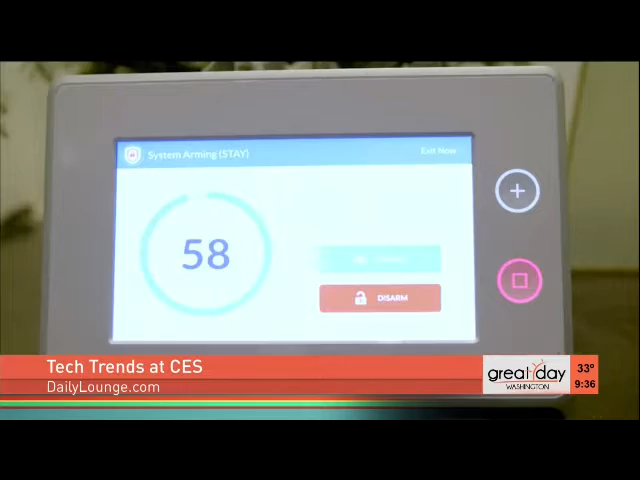 System Arming (STAY)
Exit Now
58
DISARM
Tech Trends at CES
DailyLounge.com
great day
WASHINGTON
33°
9:36